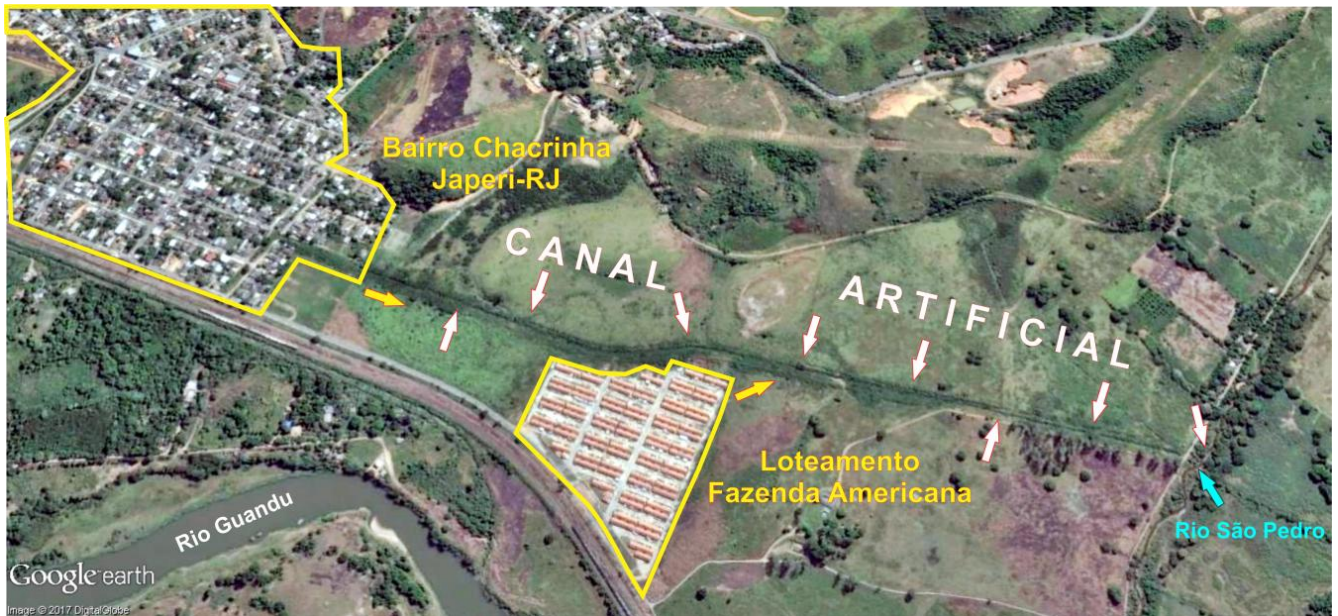 Bairro Chacrinha
Japeri-RJ
CANAL
ARTIFICIAL
Loteamento
Fazenda Americana
Rio Guandu
Rio São Pedro
Google earth
Image © 2017 DigitalGlobe